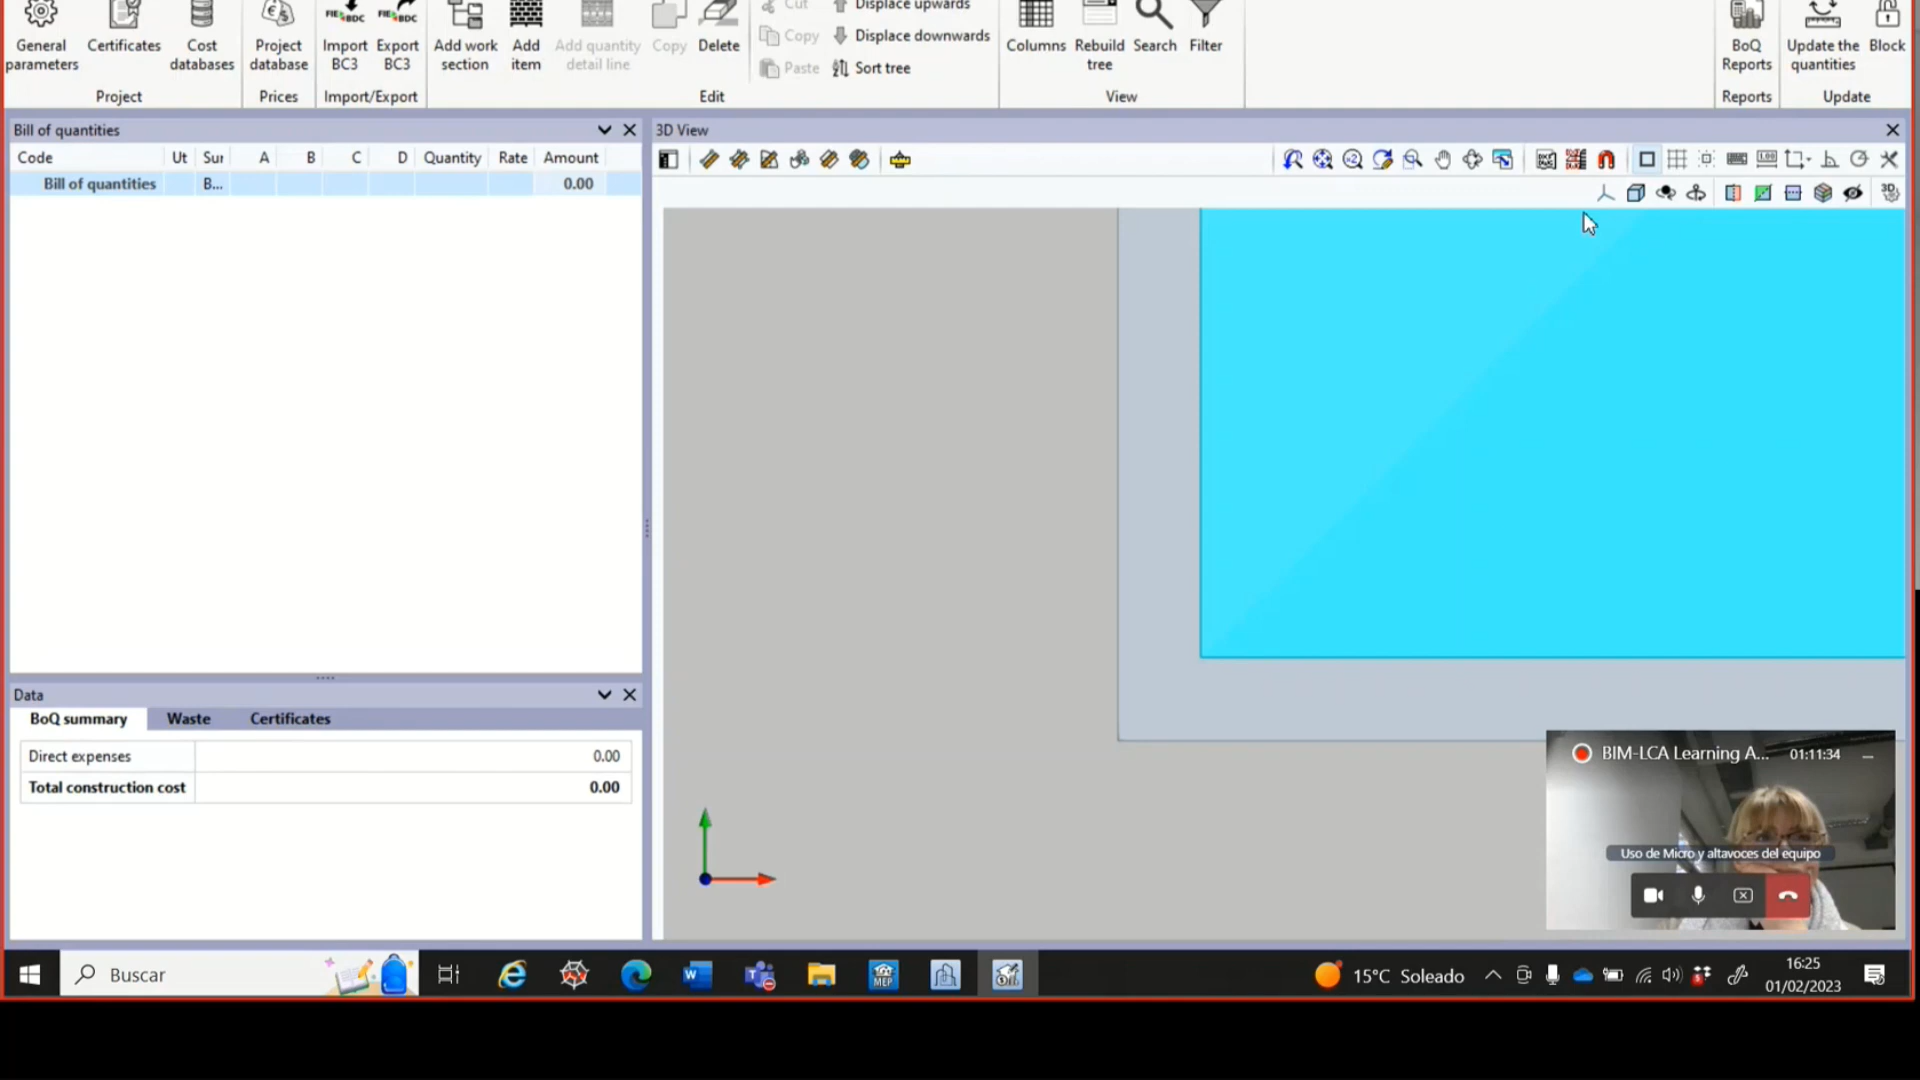 General parameters
Certificates
Cost databases
Project
Project database
Prices
FIE BDC
Import BC3
FIE BDC
Export BC3
Import/Export
Add work section
Add item
Add quantity detail line
Copy
Delete
Cut
Copy
Paste
Displace upwards
Displace downwards
Sort tree
Edit
Columns
Rebuild tree
Search
Filter
View
BoQ Reports
Reports
Update the quantities
Block
Update
Bill of quantities
Code Ut Sur A B C D Quantity Rate Amount
Bill of quantities B... 0.00
3D View
Data
BoQ summary Waste Certificates
Direct expenses 0.00
Total construction cost 0.00
BIM-LCA Learning A... 01:11:34
Uso de Micro y altavoces del equipo
Buscar
MEP
15°C Soleado
16:25
01/02/2023